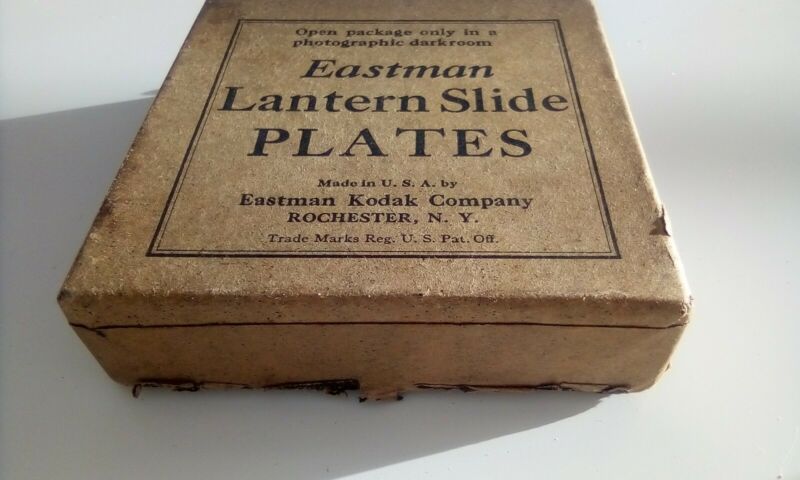 Open package only in a
photographic darkroom
Eastman
Lantern Slide
PLATES
Made in U. S. A. by
Eastman Kodak Company
ROCHESTER, N. Y.
Trade Marks Reg. U. S. Pat. Off.